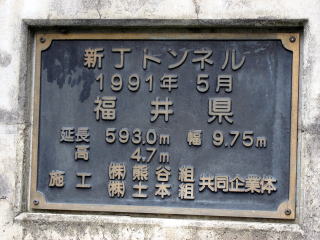 新丁トンネル
1991年 5月
福井県
延長 593.0m 幅 9.75m
高 4.7m
施工 ㈱熊谷組 共同企業体
㈱土本組